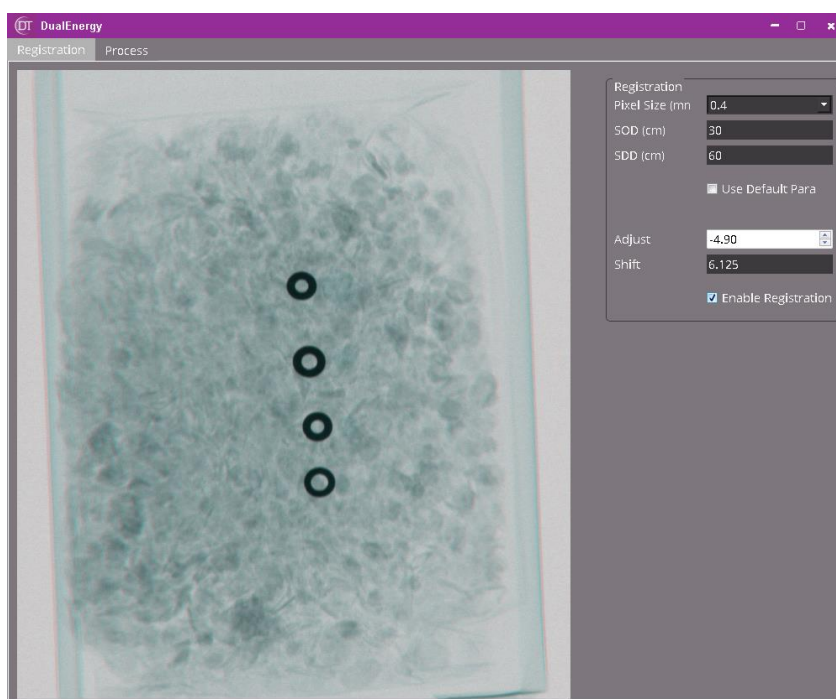 DT DualEnergy
Registration Process
Registration
Pixel Size (mn 0.4
SOD (cm) 30
SDD (cm) 60
Use Default Para
Adjust -4.90
Shift 6.125
Enable Registration